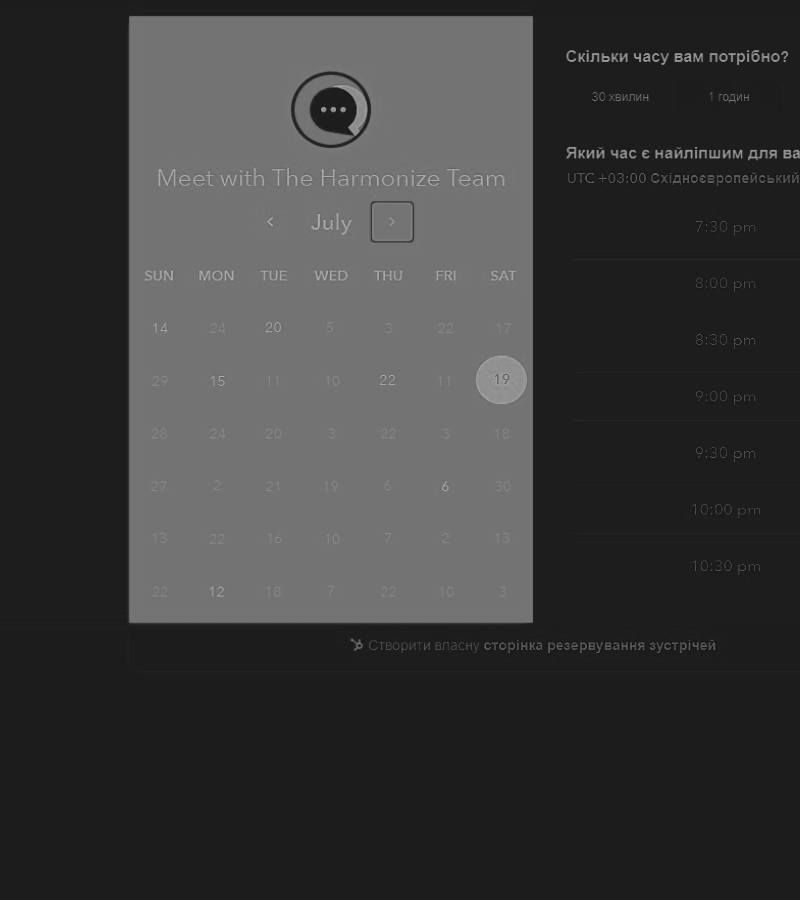 Meet with The Harmonize Team
July
SUN MON TUE WED THU FRI SAT
14 24 20 5 3 22 17
29 15 11 10 22 11 19
28 24 20 3 22 3 18
27 2 21 19 6 6 30
13 22 16 10 7 2 13
22 12 18 7 22 10 3
Скільки часу вам потрібно?
30 хвилин 1 годин
Який час є найліпшим для ва
UTC +03:00 Східноєвропейський
7:30 pm
8:00 pm
8:30 pm
9:00 pm
9:30 pm
10:00 pm
10:30 pm
Створити власну сторінка резервування зустрічей